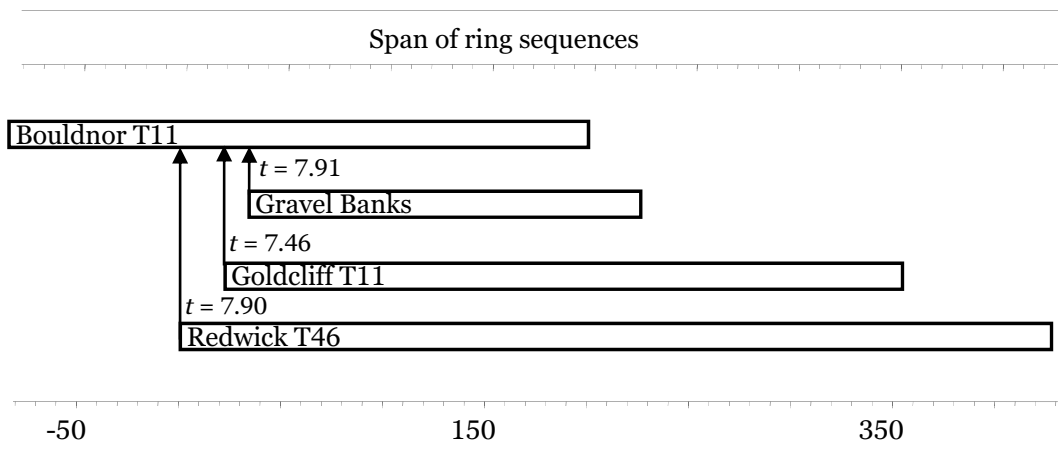 Span of ring sequences
Bouldnor T11
t = 7.91
Gravel Banks
t = 7.46
Goldcliff T11
t = 7.90
Redwick T46
-50 150 350